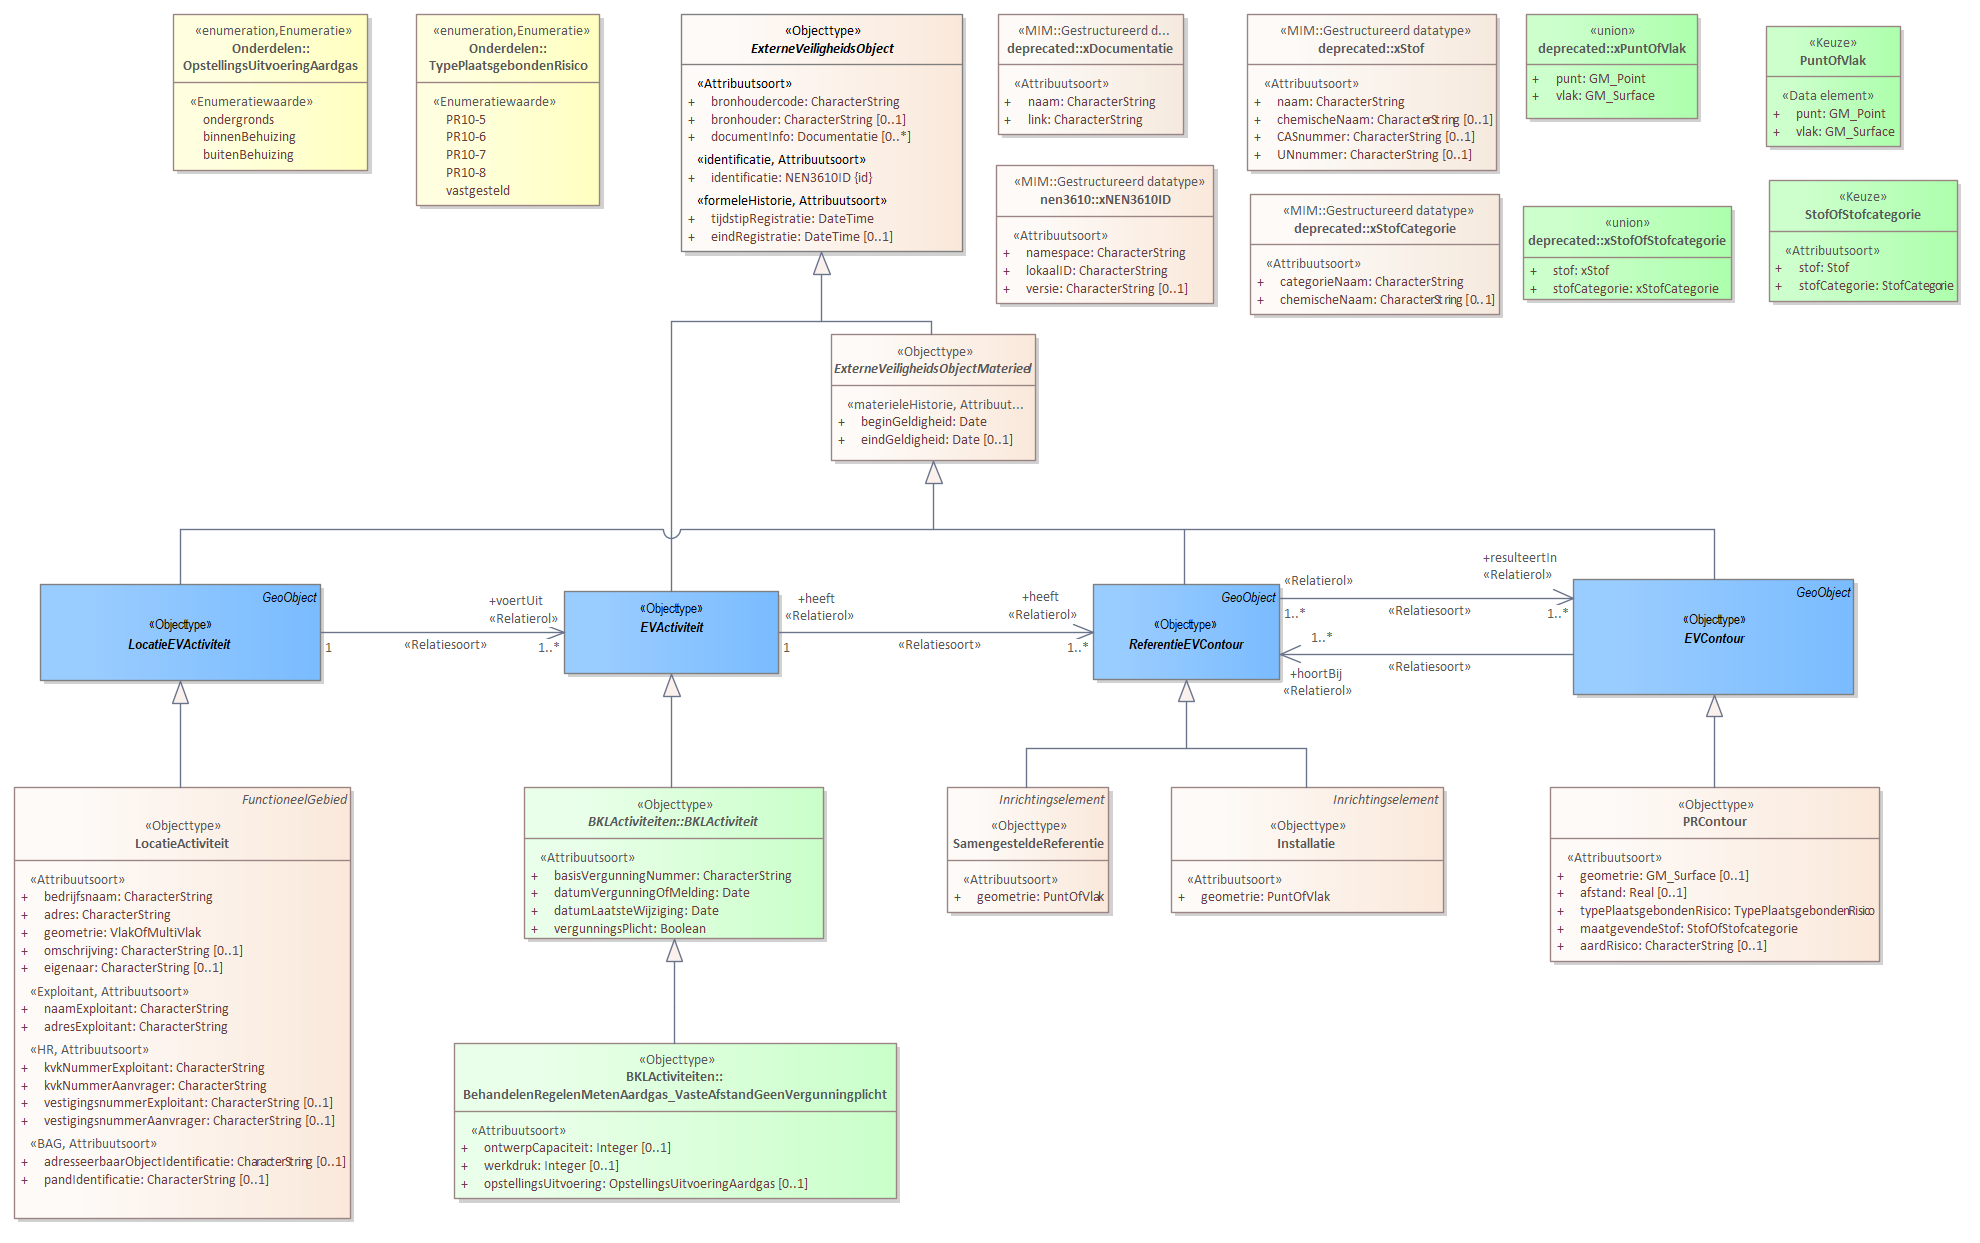 «enumeration,Enumeratie»
Onderdelen::
OpstellingsUitvoeringAardgas
«Enumeratiewaarde»
ondergronds
binnenBehuizing
buitenBehuizing
«enumeration,Enumeratie»
Onderdelen::
TypePlaatsgebondenRisico
«Enumeratiewaarde»
PR10-5
PR10-6
PR10-7
PR10-8
vastgesteld
«Objecttype»
ExterneVeiligheidsObject
«Attribuutsoort»
+ bronhoudercode: CharacterString
+ bronhouder: CharacterString [0..1]
+ documentInfo: Documentatie [0..*]
«identificatie, Attribuutsoort»
+ identificatie: NEN3610ID {id}
«formeleHistorie, Attribuutsoort»
+ tijdstipRegistratie: DateTime
+ eindRegistratie: DateTime [0..1]
«MIM::Gestructureerd d...
deprecated::xDocumentatie
«Attribuutsoort»
+ naam: CharacterString
+ link: CharacterString
«MIM::Gestructureerd datatype»
nen3610::xNEN3610ID
«Attribuutsoort»
+ namespace: CharacterString
+ lokaalID: CharacterString
+ versie: CharacterString [0..1]
«MIM::Gestructureerd datatype»
deprecated::xStof
«Attribuutsoort»
+ naam: CharacterString
+ chemischeNaam: CharacterString [0..1]
+ CASnummer: CharacterString [0..1]
+ UNnummer: CharacterString [0..1]
«MIM::Gestructureerd datatype»
deprecated::xStofCategorie
«Attribuutsoort»
+ categorieNaam: CharacterString
+ chemischeNaam: CharacterString [0..1]
«union»
deprecated::xPuntOfVlak
+ punt: GM_Point
+ vlak: GM_Surface
«union»
deprecated::xStofOfStofcategorie
+ stof: xStof
+ stofCategorie: xStofCategorie
«Keuze»
PuntOfVlak
«Data element»
+ punt: GM_Point
+ vlak: GM_Surface
«Keuze»
StofOfStofcategorie
«Attribuutsoort»
+ stof: Stof
+ stofCategorie: StofCategorie
«Objecttype»
ExterneVeiligheidsObjectMaterieel
«materieleHistorie, Attribuut...
+ beginGeldigheid: Date
+ eindGeldigheid: Date [0..1]
GeoObject
«Objecttype»
LocatieEVActiviteit
+voertUit
«Relatierol»
1
«Relatiesoort»
1..*
«Objecttype»
EVActiviteit
+heeft
«Relatierol»
1
«Relatiesoort»
+heeft
«Relatierol»
1..*
GeoObject
«Objecttype»
ReferentieEVContour
«Relatierol»
1..*
«Relatiesoort»
+resulteertIn
«Relatierol»
1..*
1..*
«Relatiesoort»
+hoortBij
«Relatierol»
GeoObject
«Objecttype»
EVContour
FunctioneelGebied
«Objecttype»
LocatieActiviteit
«Attribuutsoort»
+ bedrijfsnaam: CharacterString
+ adres: CharacterString
+ geometrie: VlakOfMultiVlak
+ omschrijving: CharacterString [0..1]
+ eigenaar: CharacterString [0..1]
«Exploitant, Attribuutsoort»
+ naamExploitant: CharacterString
+ adresExploitant: CharacterString
«HR, Attribuutsoort»
+ kvkNummerExploitant: CharacterString
+ kvkNummerAanvrager: CharacterString
+ vestigingsnummerExploitant: CharacterString [0..1]
+ vestigingsnummerAanvrager: CharacterString [0..1]
«BAG, Attribuutsoort»
+ adresseerbaarObjectIdentificatie: CharacterString [0..1]
+ pandIdentificatie: CharacterString [0..1]
«Objecttype»
BKLActiviteiten::BKLActiviteit
«Attribuutsoort»
+ basisVergunningNummer: CharacterString
+ datumVergunningOfMelding: Date
+ datumLaatsteWijziging: Date
+ vergunningsPlicht: Boolean
«Objecttype»
BKLActiviteiten::
BehandelenRegelenMetenAardgas_VasteAfstandGeenVergunningplicht
«Attribuutsoort»
+ ontwerpCapaciteit: Integer [0..1]
+ werkdruk: Integer [0..1]
+ opstellingsUitvoering: OpstellingsUitvoeringAardgas [0..1]
Inrichtingselement
«Objecttype»
SamengesteldeReferentie
«Attribuutsoort»
+ geometrie: PuntOfVlak
Inrichtingselement
«Objecttype»
Installatie
«Attribuutsoort»
+ geometrie: PuntOfVlak
«Objecttype»
PRContour
«Attribuutsoort»
+ geometrie: GM_Surface [0..1]
+ afstand: Real [0..1]
+ typePlaatsgebondenRisico: TypePlaatsgebondenRisico
+ maatgevendeStof: StofOfStofcategorie
+ aardRisico: CharacterString [0..1]